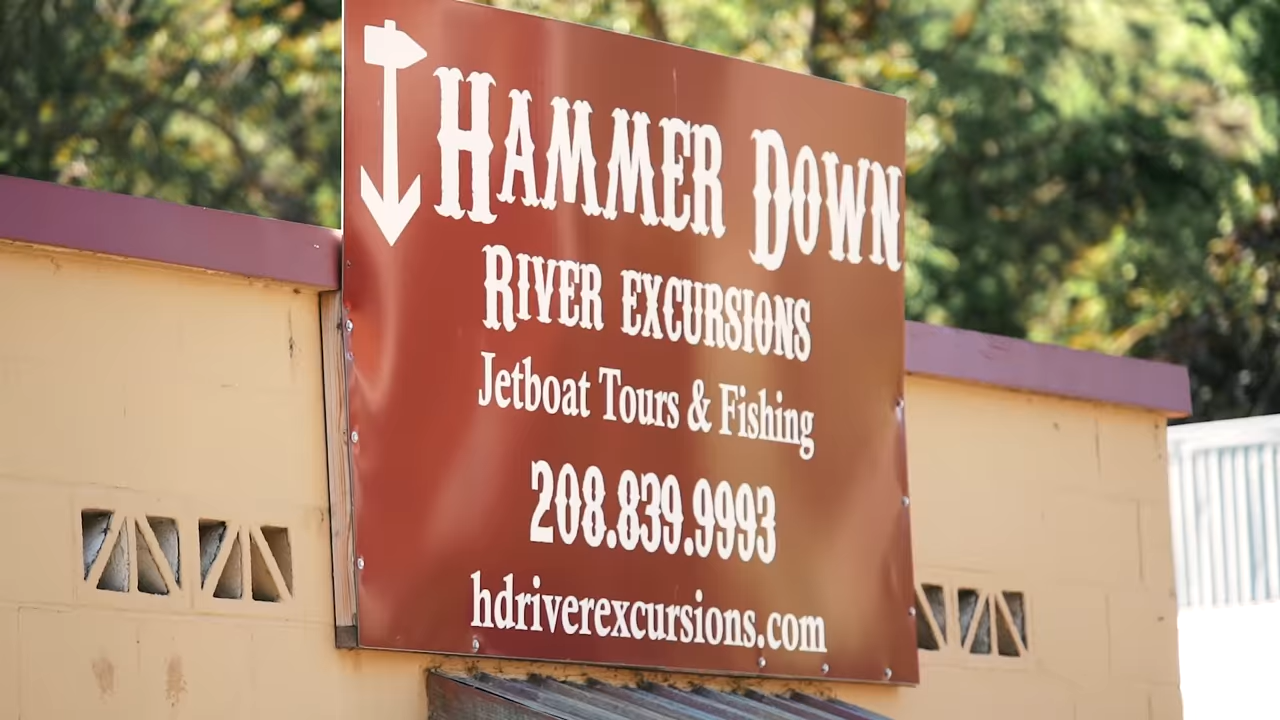 Hammer Down
River Excursions
Jetboat Tours & Fishing
208.839.9993
hdriverexcursions.com